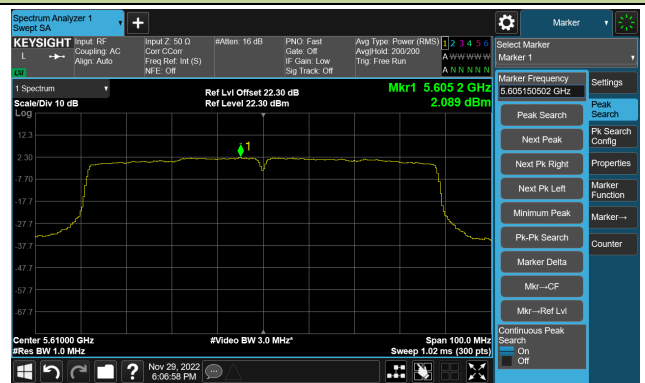 Spectrum Analyzer 1
Swept SA
Marker
KEYSIGHT
L
LXI
Input: RF
Coupling: AC
Align: Auto
Input Z: 50 Ω
Corr CCorr
Freq Ref: Int (S)
NFE: Off
#Atten: 16 dB
PNO: Fast
Gate: Off
IF Gain: Low
Sig Track: Off
Avg Type: Power (RMS)
Avg|Hold: 200/200
Trig: Free Run
1 2 3 4 5 6
A W W W W W
A N N N N N
Select Marker
Marker 1
1 Spectrum
Scale/Div 10 dB
Log
Ref Lvl Offset 22.30 dB
Ref Level 22.30 dBm
Mkr1 5.605 2 GHz
2.089 dBm
12.3
2.30
-7.70
-17.7
-27.7
-37.7
-47.7
-57.7
-67.7
1
Center 5.61000 GHz
#Res BW 1.0 MHz
#Video BW 3.0 MHz*
Span 100.0 MHz
Sweep 1.02 ms (300 pts)
Marker Frequency
5.605150502 GHz
Peak Search
Next Peak
Next Pk Right
Next Pk Left
Minimum Peak
Pk-Pk Search
Marker Delta
Mkr→CF
Mkr→Ref Lvl
Continuous Peak
Search
On
Off
Settings
Peak
Search
Pk Search
Config
Properties
Marker
Function
Marker→
Counter
?
Nov 29, 2022
6:06:58 PM